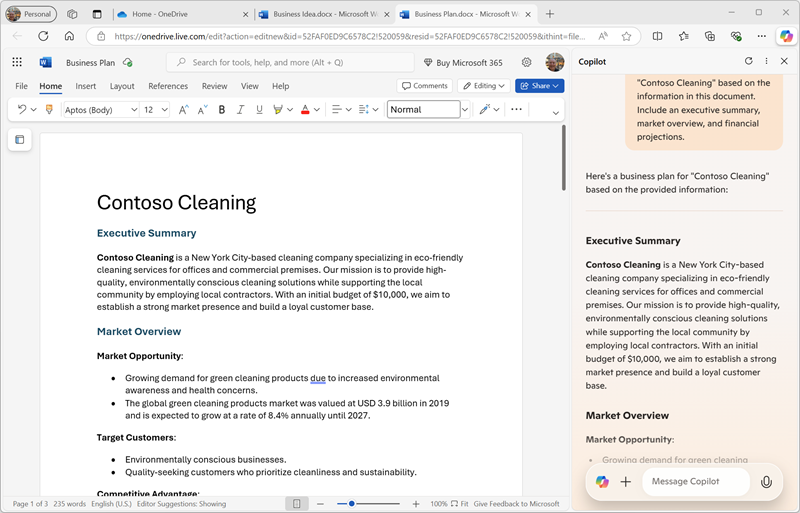 Personal
Home - OneDrive
Business Idea.docx - Microsoft W
Business Plan.docx - Microsoft W
https://onedrive.live.com/edit?action=editnew&id=52FAF0ED9C6578C2!520059&resid=52FAF0ED9C6578C2!520059&ithint=file...
Business Plan
Search for tools, help, and more (Alt + Q)
Buy Microsoft 365
File Home Insert Layout References Review View Help
Comments
Editing
Share
Aptos (Body)
12
Normal
Contoso Cleaning
Executive Summary
Contoso Cleaning is a New York City-based cleaning company specializing in eco-friendly
cleaning services for offices and commercial premises. Our mission is to provide high-
quality, environmentally conscious cleaning solutions while supporting the local
community by employing local contractors. With an initial budget of $10,000, we aim to
establish a strong market presence and build a loyal customer base.
Market Overview
Market Opportunity:
• Growing demand for green cleaning products due to increased environmental
awareness and health concerns.
• The global green cleaning products market was valued at USD 3.9 billion in 2019
and is expected to grow at a rate of 8.4% annually until 2027.
Target Customers:
• Environmentally conscious businesses.
• Quality-seeking customers who prioritize cleanliness and sustainability.
Competitive Advantage:
Page 1 of 3 235 words English (U.S.) Editor Suggestions: Showing
100% Fit Give Feedback to Microsoft
Copilot
"Contoso Cleaning" based on the
information in this document.
Include an executive summary,
market overview, and financial
projections.
Here's a business plan for "Contoso Cleaning"
based on the provided information:
Executive Summary
Contoso Cleaning is a New York City-based
cleaning company specializing in eco-friendly
cleaning services for offices and commercial
premises. Our mission is to provide high-quality,
environmentally conscious cleaning solutions
while supporting the local community by
employing local contractors. With an initial
budget of $10,000, we aim to establish a strong
market presence and build a loyal customer
base.
Market Overview
Market Opportunity:
• Growing demand for green cleaning
Message Copilot